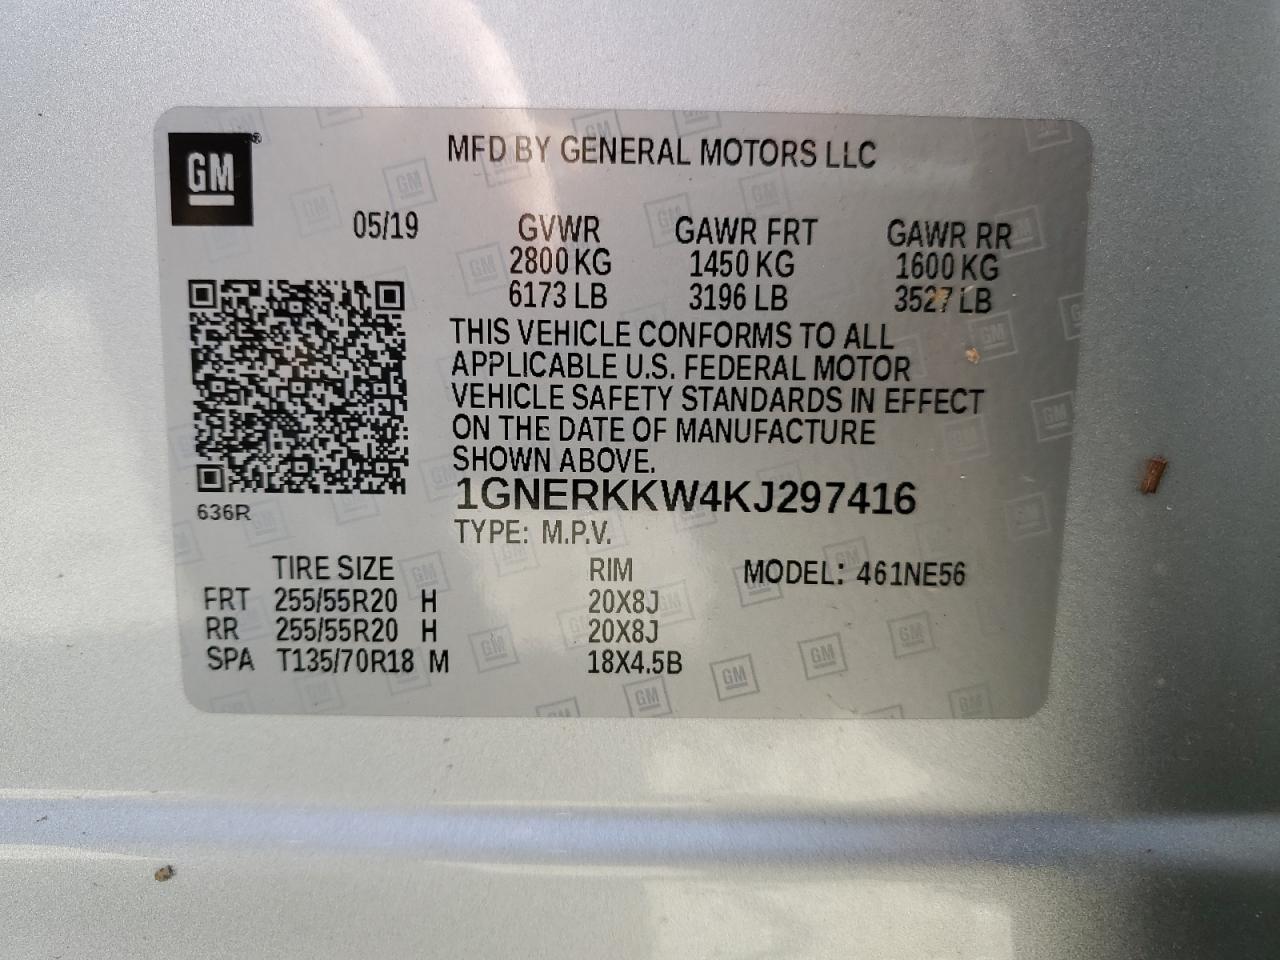 GM®
MFD BY GENERAL MOTORS LLC
05/19 GVWR GAWR FRT GAWR RR
2800 KG 1450 KG 1600 KG
6173 LB 3196 LB 3527 LB
THIS VEHICLE CONFORMS TO ALL
APPLICABLE U.S. FEDERAL MOTOR
VEHICLE SAFETY STANDARDS IN EFFECT
ON THE DATE OF MANUFACTURE
SHOWN ABOVE.
1GNERKKW4KJ297416
636R
TYPE: M.P.V.
TIRE SIZE RIM MODEL: 461NE56
FRT 255/55R20 H 20X8J
RR 255/55R20 H 20X8J
SPA T135/70R18 M 18X4.5B